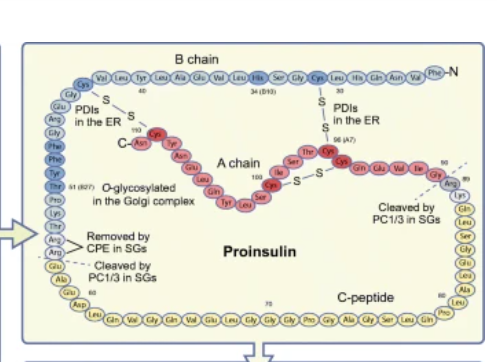 B chain
Cys Val Leu Tyr Leu Ala Glu Val Leu His Ser Gly Cys Leu His Gln Asn Val Phe -N
40
34 (B10)
30
Gly
Glu
Arg
Gly
Phe
Phe
Tyr
Thr
Pro
Lys
Thr
Arg
Arg
Glu
Ala
Glu
Asp
Leu
S
S
PDIs
in the ER
S
S
PDIs
in the ER
110
96 (A7)
C- Asn Cys Tyr Asn Glu Leu Gln Tyr Leu Ser Cys Ile Ser Thr Cys Cys Gln Glu Val Ile Gly Arg Lys
A chain
100
S S
90
89
61 (B27)
O-glycosylated
in the Golgi complex
Cleaved by
PC1/3 in SGs
Removed by
CPE in SGs
Cleaved by
PC1/3 in SGs
Proinsulin
C-peptide
60
70
80
Gln Val Gly Gln Val Glu Leu Gly Gly Gly Pro Gly Ala Gly Ser Leu Gln Pro
Gln
Leu
Ser
Gly
Glu
Leu
Ala
Leu